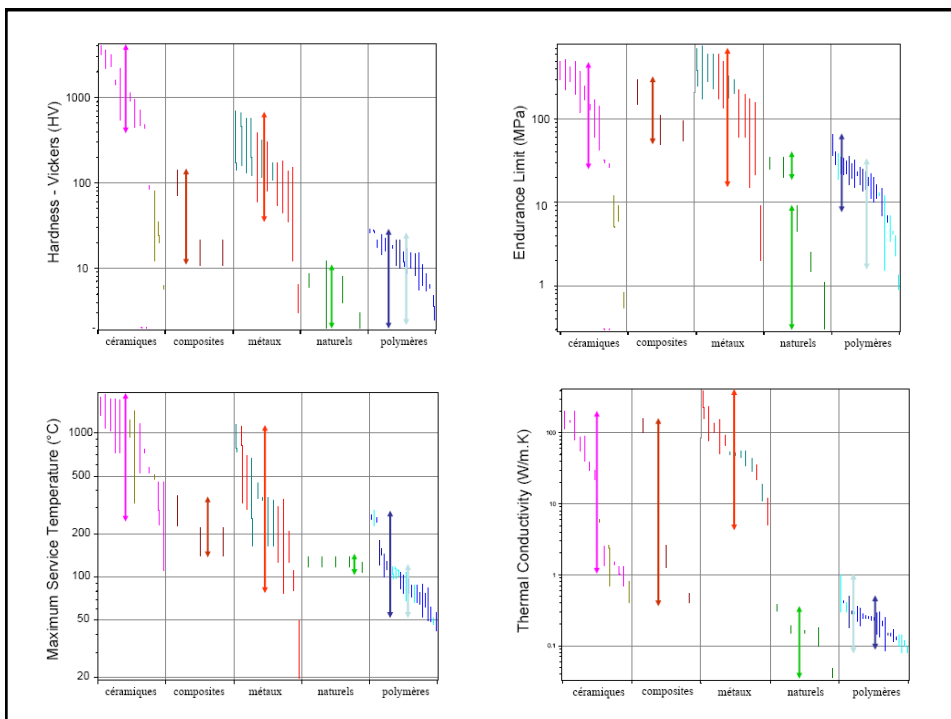 Hardness - Vickers (HV)
1000
100
10
céramiques composites métaux naturels polymères
Endurance Limit (MPa)
100
10
1
céramiques composites métaux naturels polymères
Maximum Service Temperature (°C)
1000
500
200
100
50
20
céramiques composites métaux naturels polymères
Thermal Conductivity (W/m.K)
100
10
1
0.1
céramiques composites métaux naturels polymères